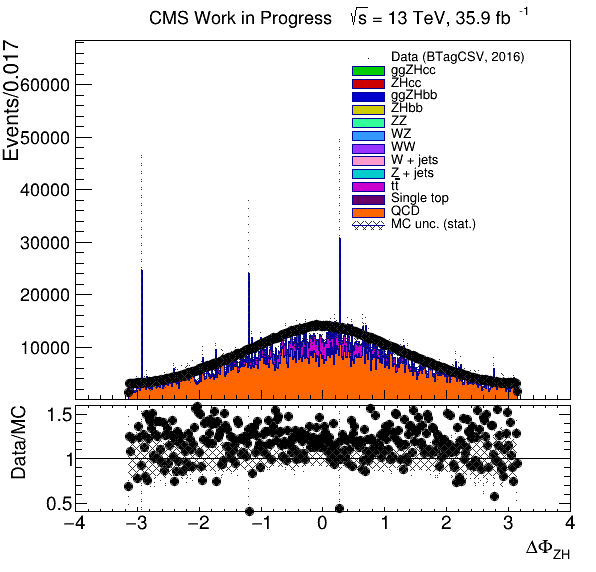 CMS Work in Progress √s = 13 TeV, 35.9 fb⁻¹
Events/0.017
60000
50000
40000
30000
20000
10000
Data (BTagCSV, 2016)
ggZHcc
ZHcc
ggZHbb
ZHbb
ZZ
WZ
WW
W + jets
Z + jets
tt̅
Single top
QCD
MC unc. (stat.)
Data/MC
1.5
1
0.5
−4 −3 −2 −1 0 1 2 3 4
ΔΦ_ZH